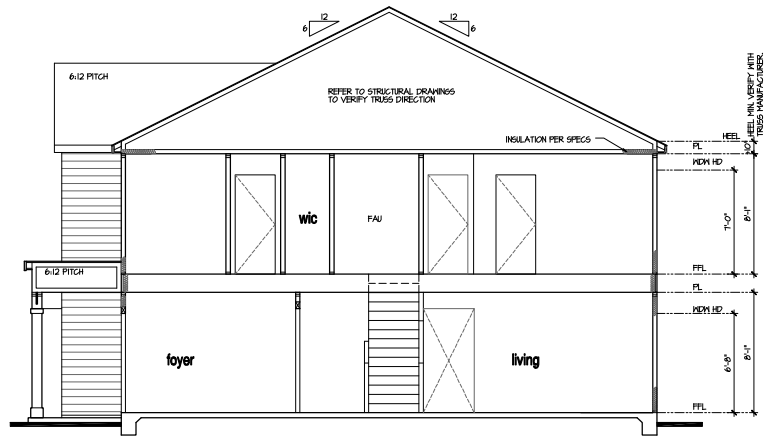 12
6
12
6
6:12 PITCH
REFER TO STRUCTURAL DRAWINGS
TO VERIFY TRUSS DIRECTION
INSULATION PER SPECS
HEEL
10" HEEL MIN. VERIFY WITH
TRUSS MANUFACTURER.
PL
WDW HD
wic
FAU
7'-0"
8'-1"
6:12 PITCH
FFL
PL
WDW HD
foyer
living
6'-8"
8'-1"
FFL